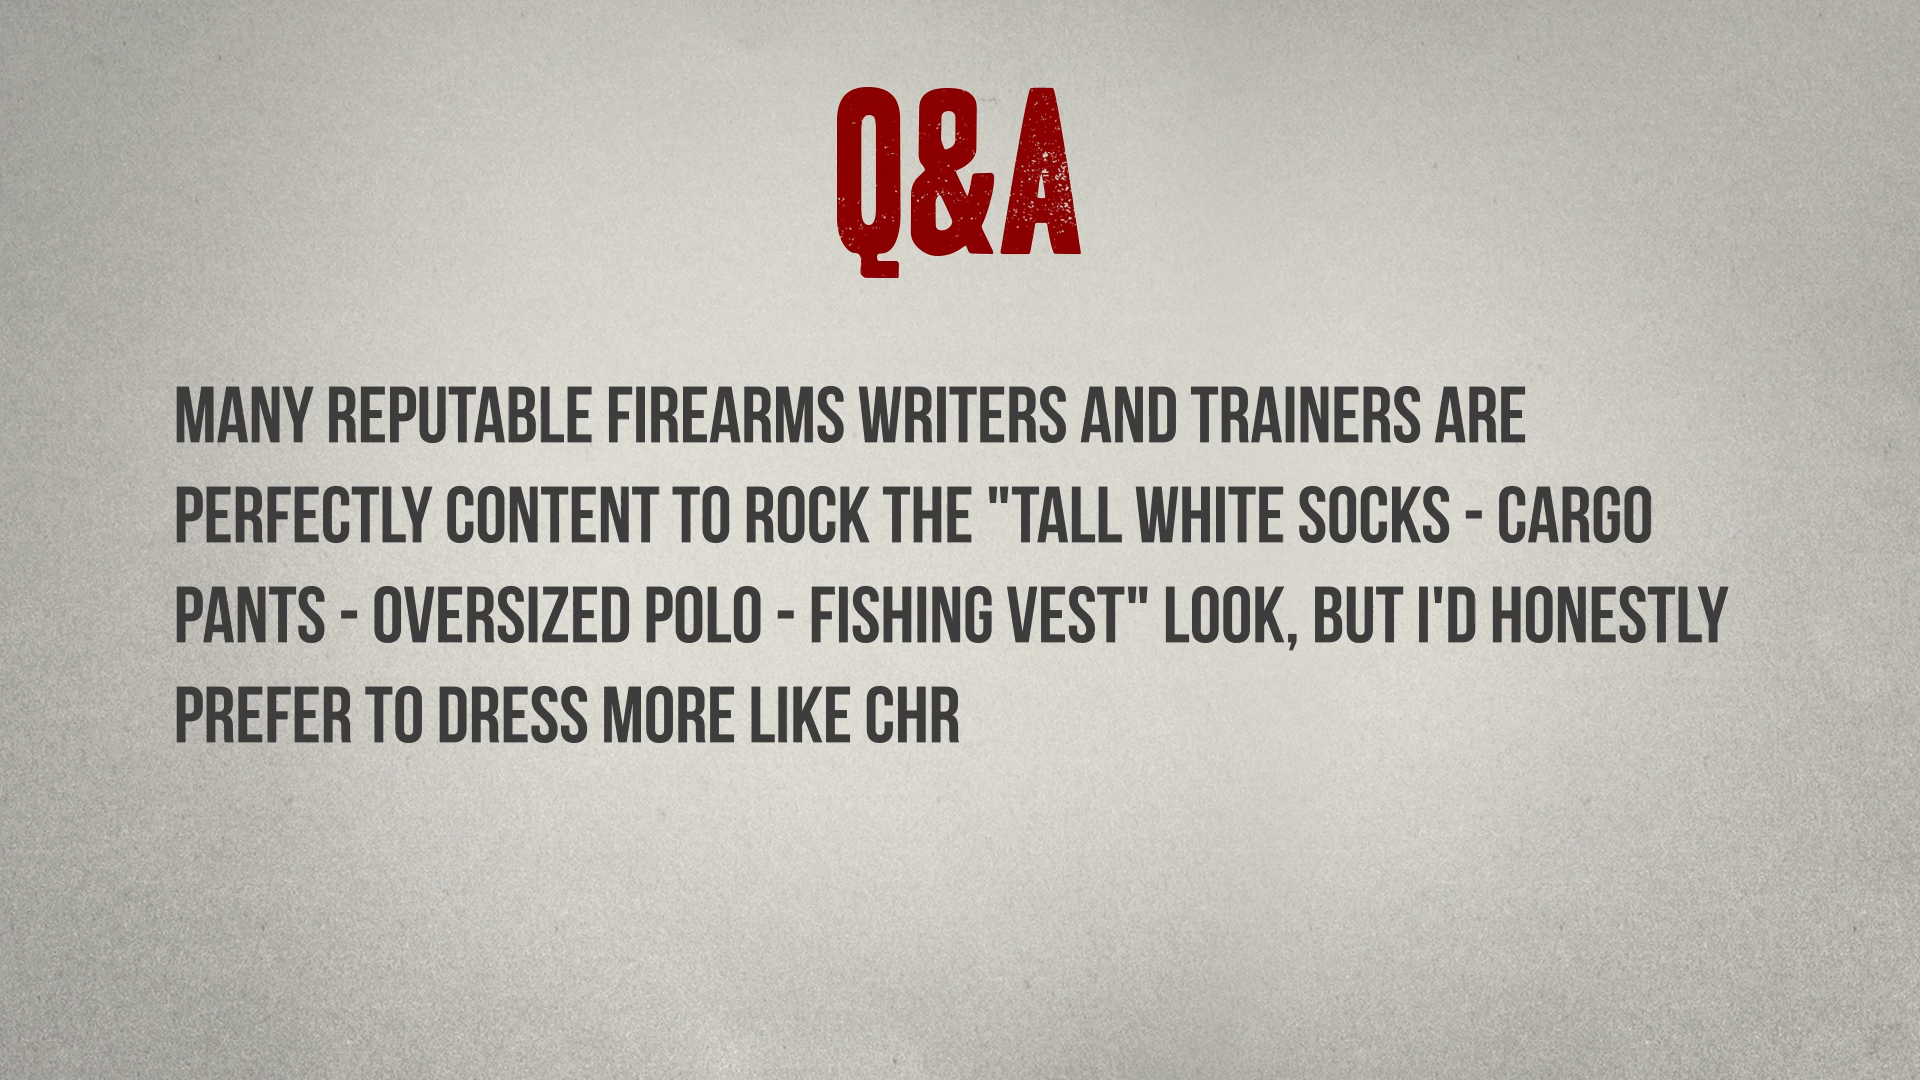 Q&A
MANY REPUTABLE FIREARMS WRITERS AND TRAINERS ARE
PERFECTLY CONTENT TO ROCK THE "TALL WHITE SOCKS - CARGO
PANTS - OVERSIZED POLO - FISHING VEST" LOOK, BUT I'D HONESTLY
PREFER TO DRESS MORE LIKE CHR